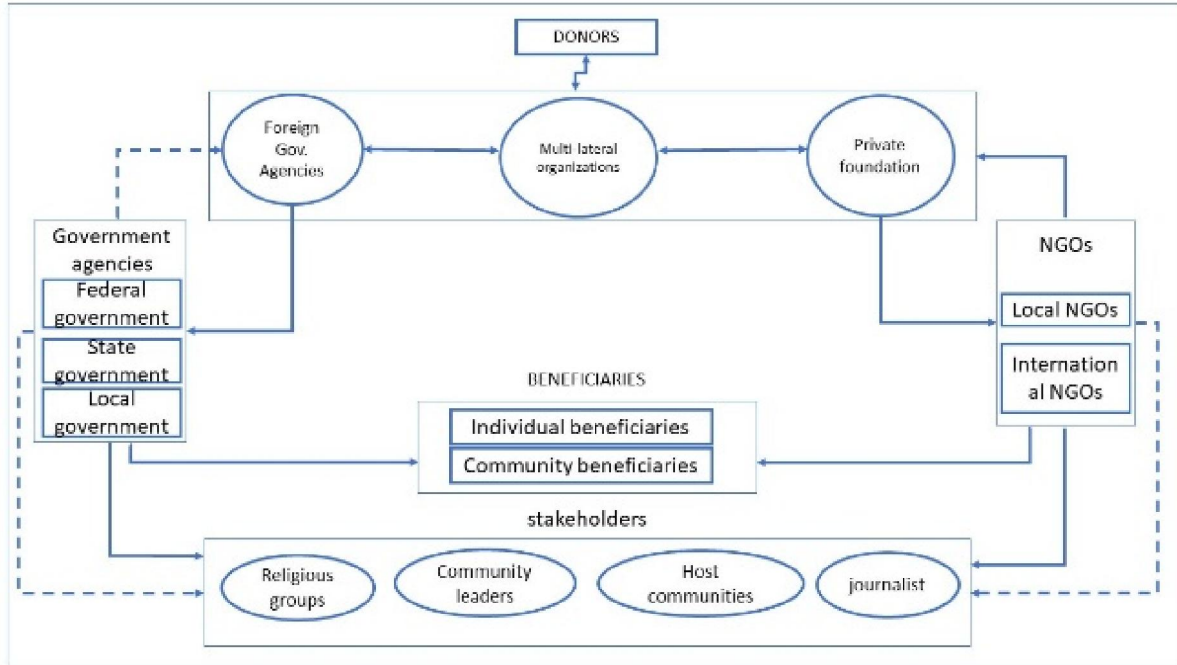 DONORS
Foreign
Gov.
Agencies
Multi-lateral
organizations
Private
foundation
Government
agencies
Federal
government
State
government
Local
government
NGOs
Local NGOs
Internation
al NGOs
BENEFICIARIES
Individual beneficiaries
Community beneficiaries
stakeholders
Religious
groups
Community
leaders
Host
communities
journalist